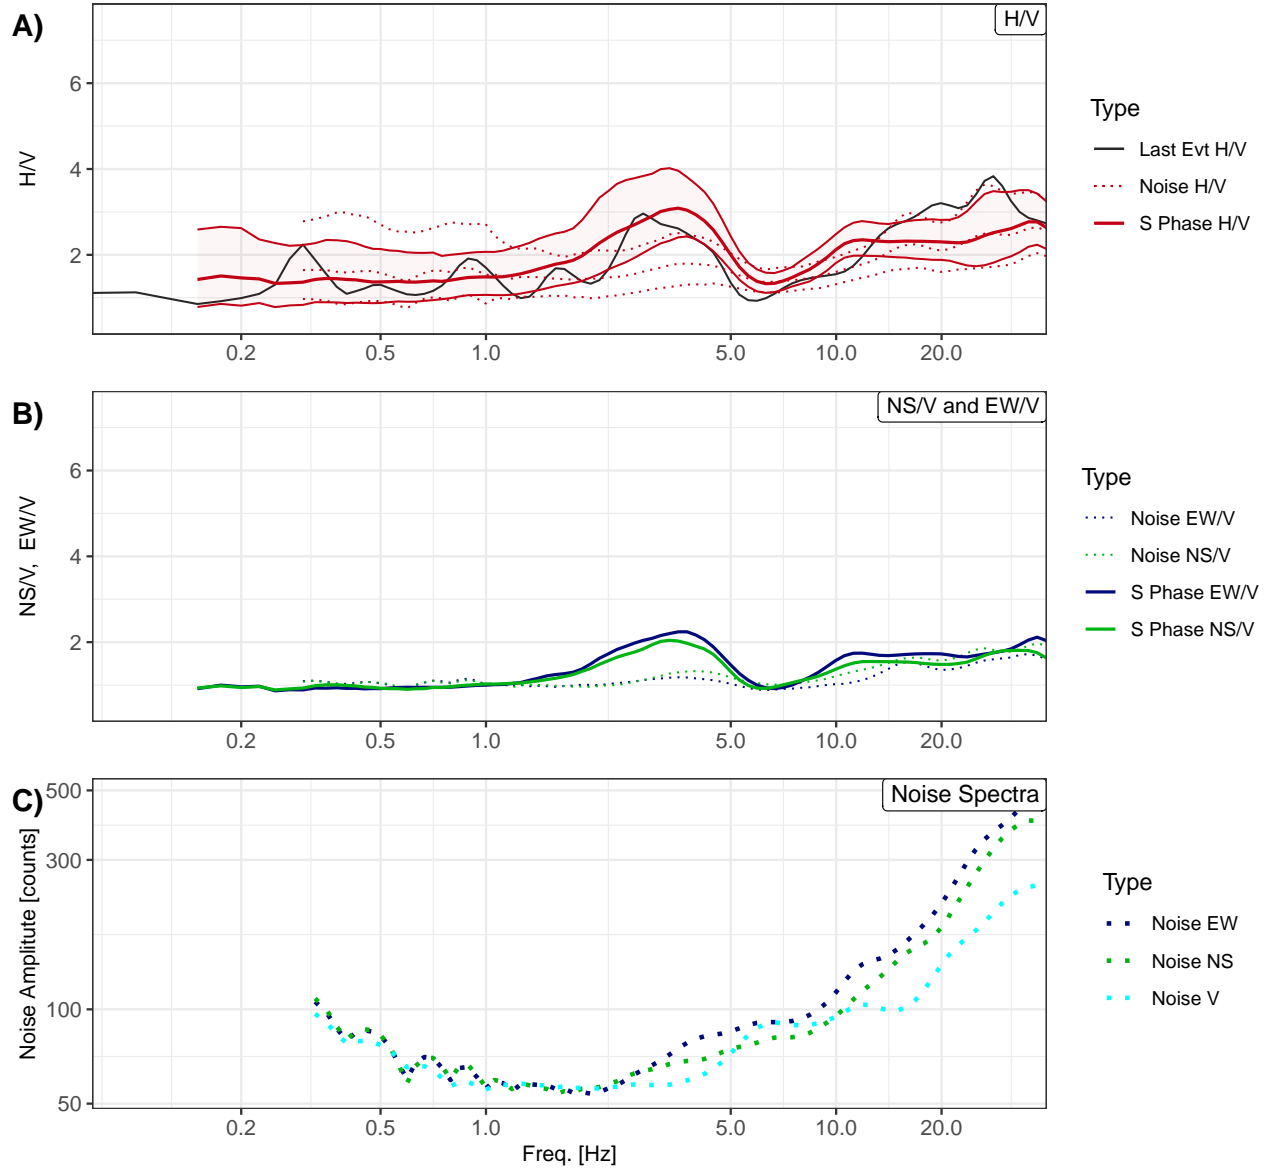 A)
H/V
6
4
2
H/V
0.2 0.5 1.0 5.0 10.0 20.0
Type
Last Evt H/V
Noise H/V
S Phase H/V
B)
NS/V and EW/V
6
4
2
NS/V, EW/V
0.2 0.5 1.0 5.0 10.0 20.0
Type
Noise EW/V
Noise NS/V
S Phase EW/V
S Phase NS/V
C)
Noise Spectra
500
300
100
50
Noise Amplitute [counts]
0.2 0.5 1.0 5.0 10.0 20.0
Freq. [Hz]
Type
Noise EW
Noise NS
Noise V